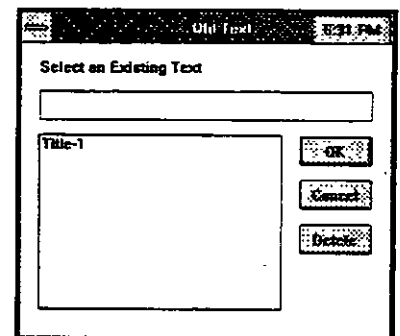 Old Text
Select an Existing Text
Title-1
OK
Cancel
Delete